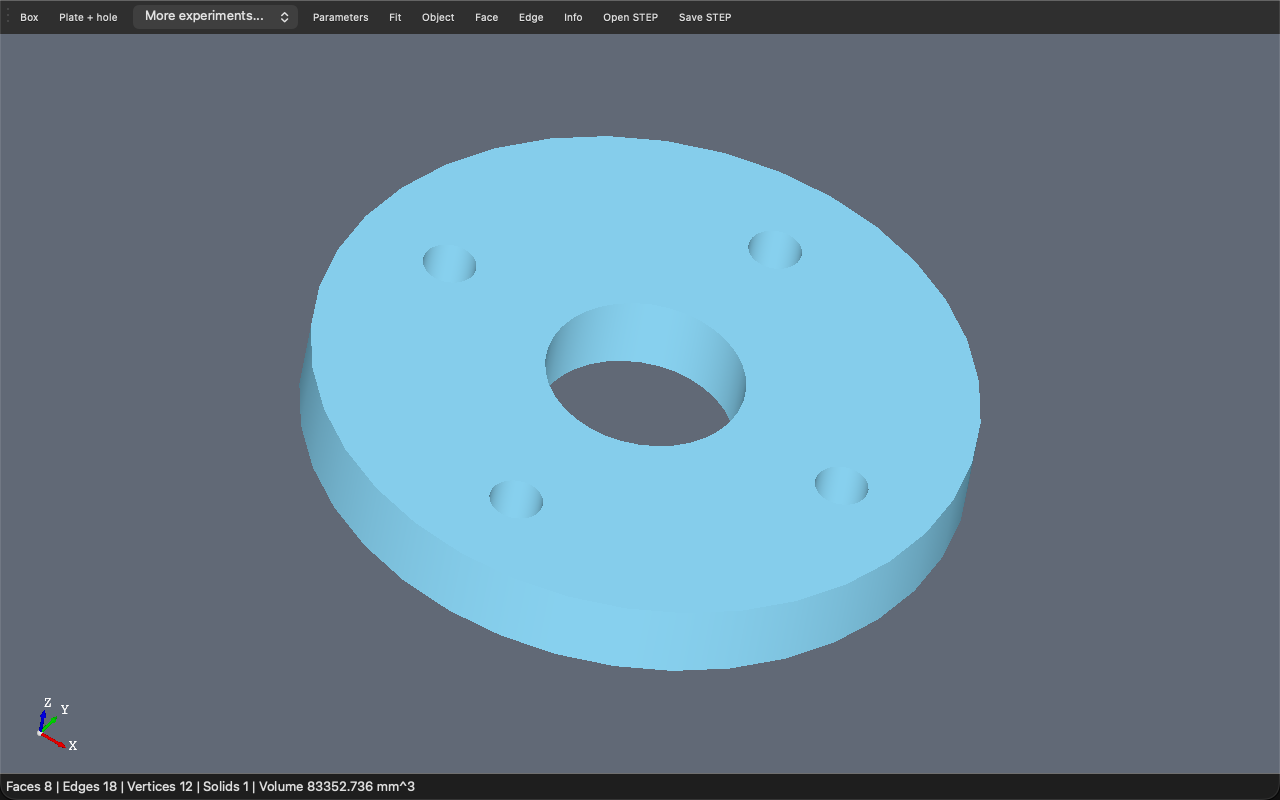 Box Plate + hole More experiments... Parameters Fit Object Face Edge Info Open STEP Save STEP
Z
Y
X
Faces 8 | Edges 18 | Vertices 12 | Solids 1 | Volume 83352.736 mm^3